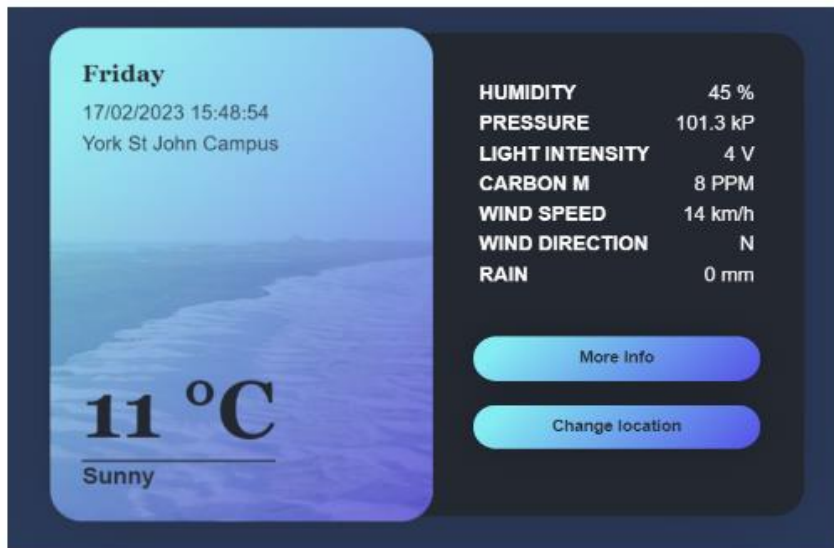 Friday
17/02/2023 15:48:54
York St John Campus
11 °C
Sunny
HUMIDITY 45 %
PRESSURE 101.3 kP
LIGHT INTENSITY 4 V
CARBON M 8 PPM
WIND SPEED 14 km/h
WIND DIRECTION N
RAIN 0 mm
More Info
Change location